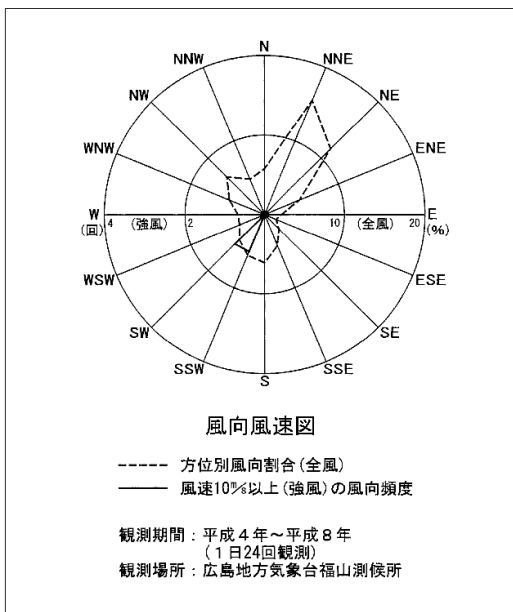 N
NNW NNE
NW NE
WNW ENE
W 4 (強風) 2 10 (全風) 20 E
(回) (%)
WSW ESE
SW SE
SSW SSE
S
風向風速図
方位別風向割合(全風)
風速10m/s以上(強風)の風向頻度
観測期間:平成4年~平成8年
(1日24回観測)
観測場所:広島地方気象台福山測候所